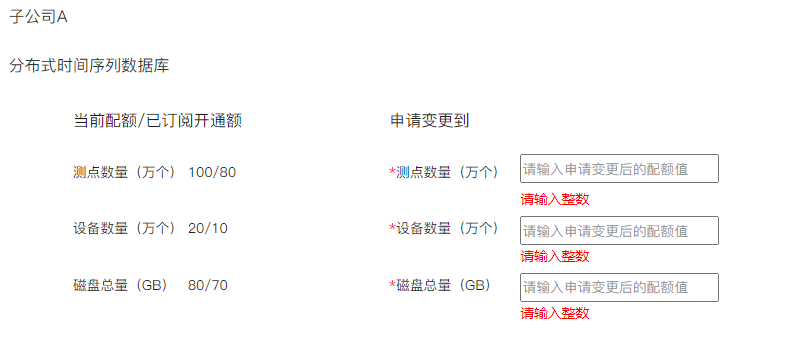 子公司A
分布式时间序列数据库
当前配额/已订阅开通额 申请变更到
测点数量（万个） 100/80 *测点数量（万个） 请输入申请变更后的配额值
请输入整数
设备数量（万个） 20/10 *设备数量（万个） 请输入申请变更后的配额值
请输入整数
磁盘总量（GB） 80/70 *磁盘总量（GB） 请输入申请变更后的配额值
请输入整数